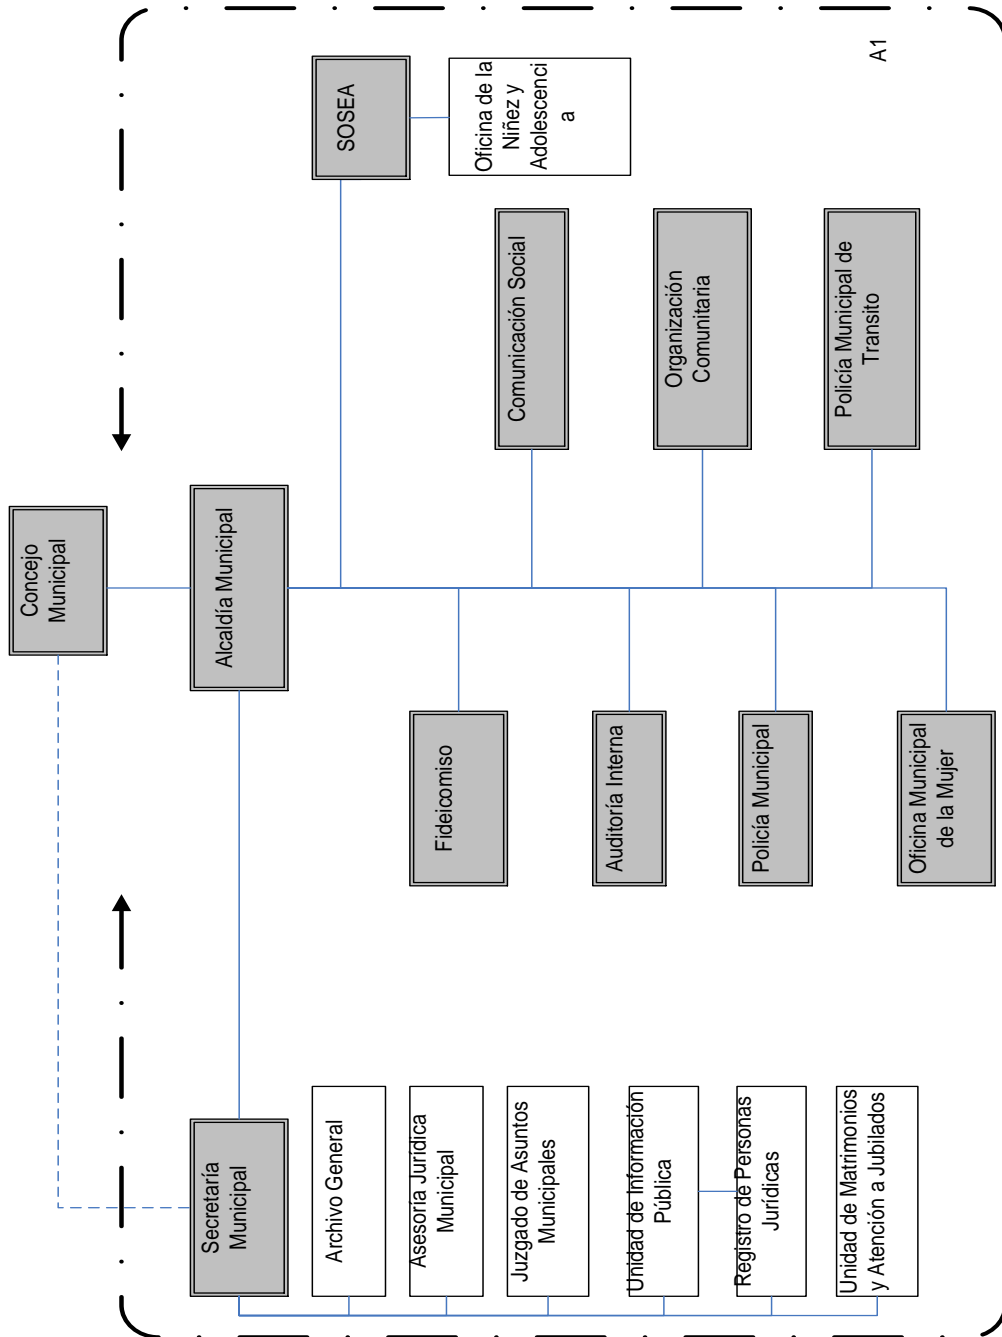 Concejo
Municipal
Alcaldía Municipal
Secretaría
Municipal
Archivo General
Asesoría Jurídica
Municipal
Juzgado de Asuntos
Municipales
Unidad de Información
Pública
Registro de Personas
Jurídicas
Unidad de Matrimonios
y Atención a Jubilados
Fideicomiso
Auditoría Interna
Policía Municipal
Oficina Municipal
de la Mujer
SOSEA
Oficina de la
Niñez y
Adolescenci
a
Comunicación Social
Organización
Comunitaria
Policía Municipal de
Transito
A1